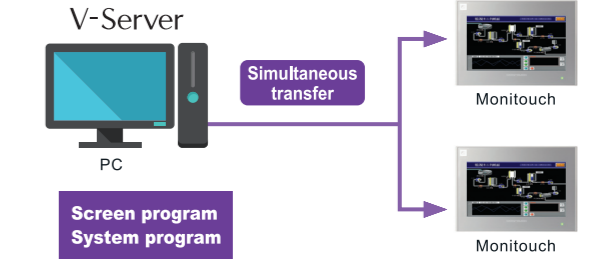 V-Server
Simultaneous
transfer
Monitouch
PC
Screen program
System program
Monitouch